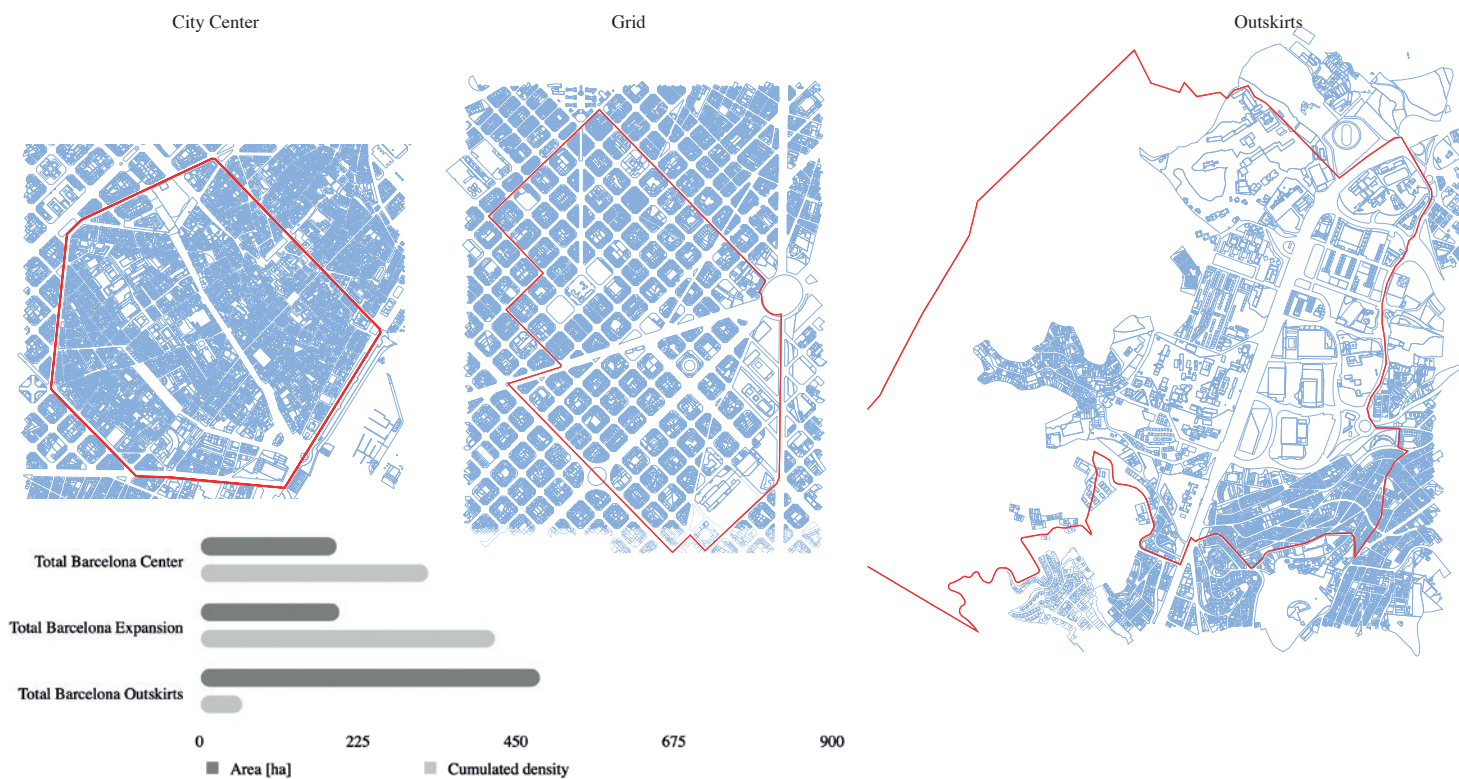 City Center
Grid
Outskirts
Total Barcelona Center
Total Barcelona Expansion
Total Barcelona Outskirts
0 225 450 675 900
Area [ha] Cumulated density